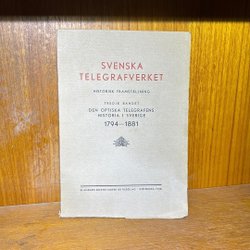 SVENSKA
TELEGRAFVERKET
HISTORISK FRAMSTÄLLNING
TREDJE BANDET
DEN OPTISKA TELEGRAFENS
HISTORIA I SVERIGE
1794—1881